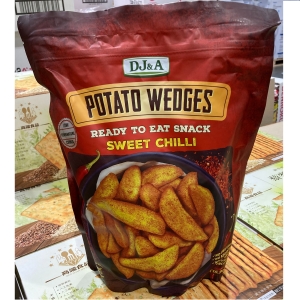 DJ&A
POTATO WEDGES
READY TO EAT SNACK
SWEET CHILLI